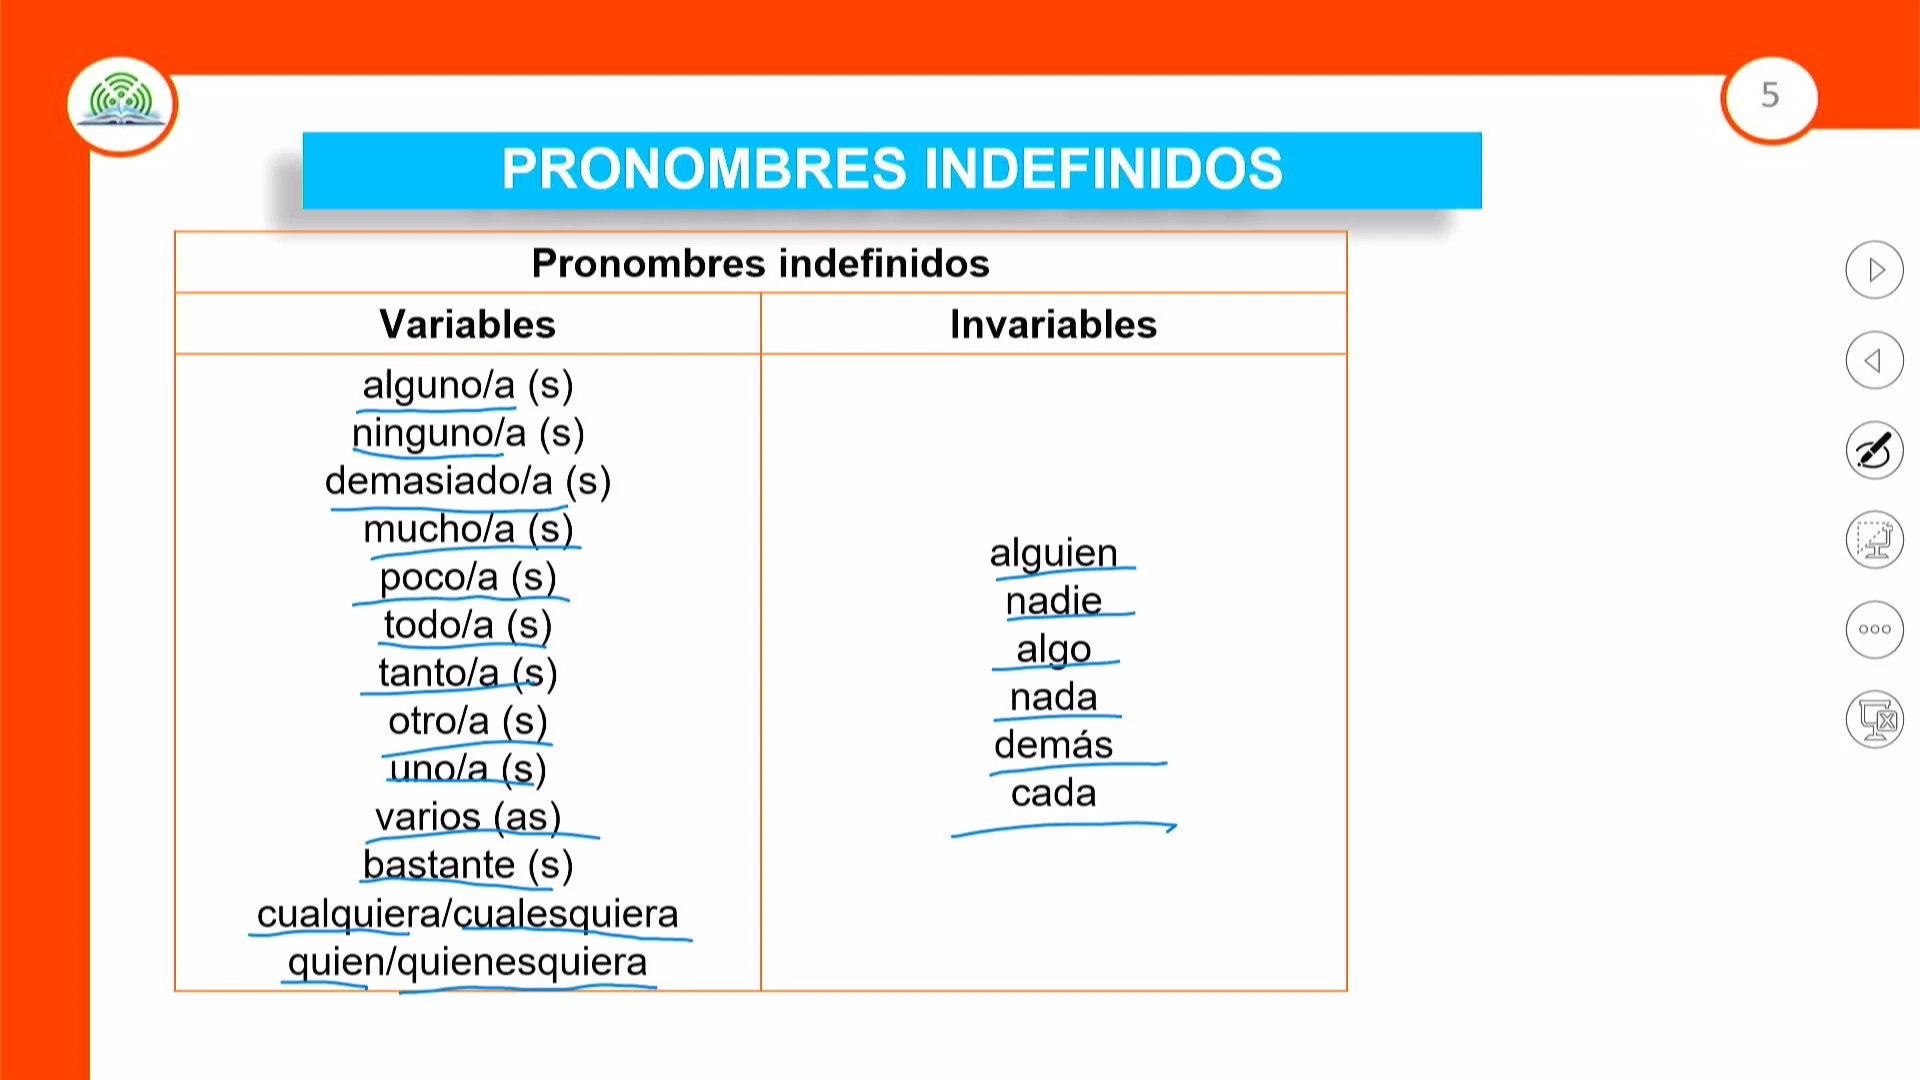 5
PRONOMBRES INDEFINIDOS
Pronombres indefinidos
Variables
Invariables
alguno/a (s)
ninguno/a (s)
demasiado/a (s)
mucho/a (s)
poco/a (s)
todo/a (s)
tanto/a (s)
otro/a (s)
uno/a (s)
varios (as)
bastante (s)
cualquiera/cualesquiera
quien/quienesquiera
alguien
nadie
algo
nada
demás
cada